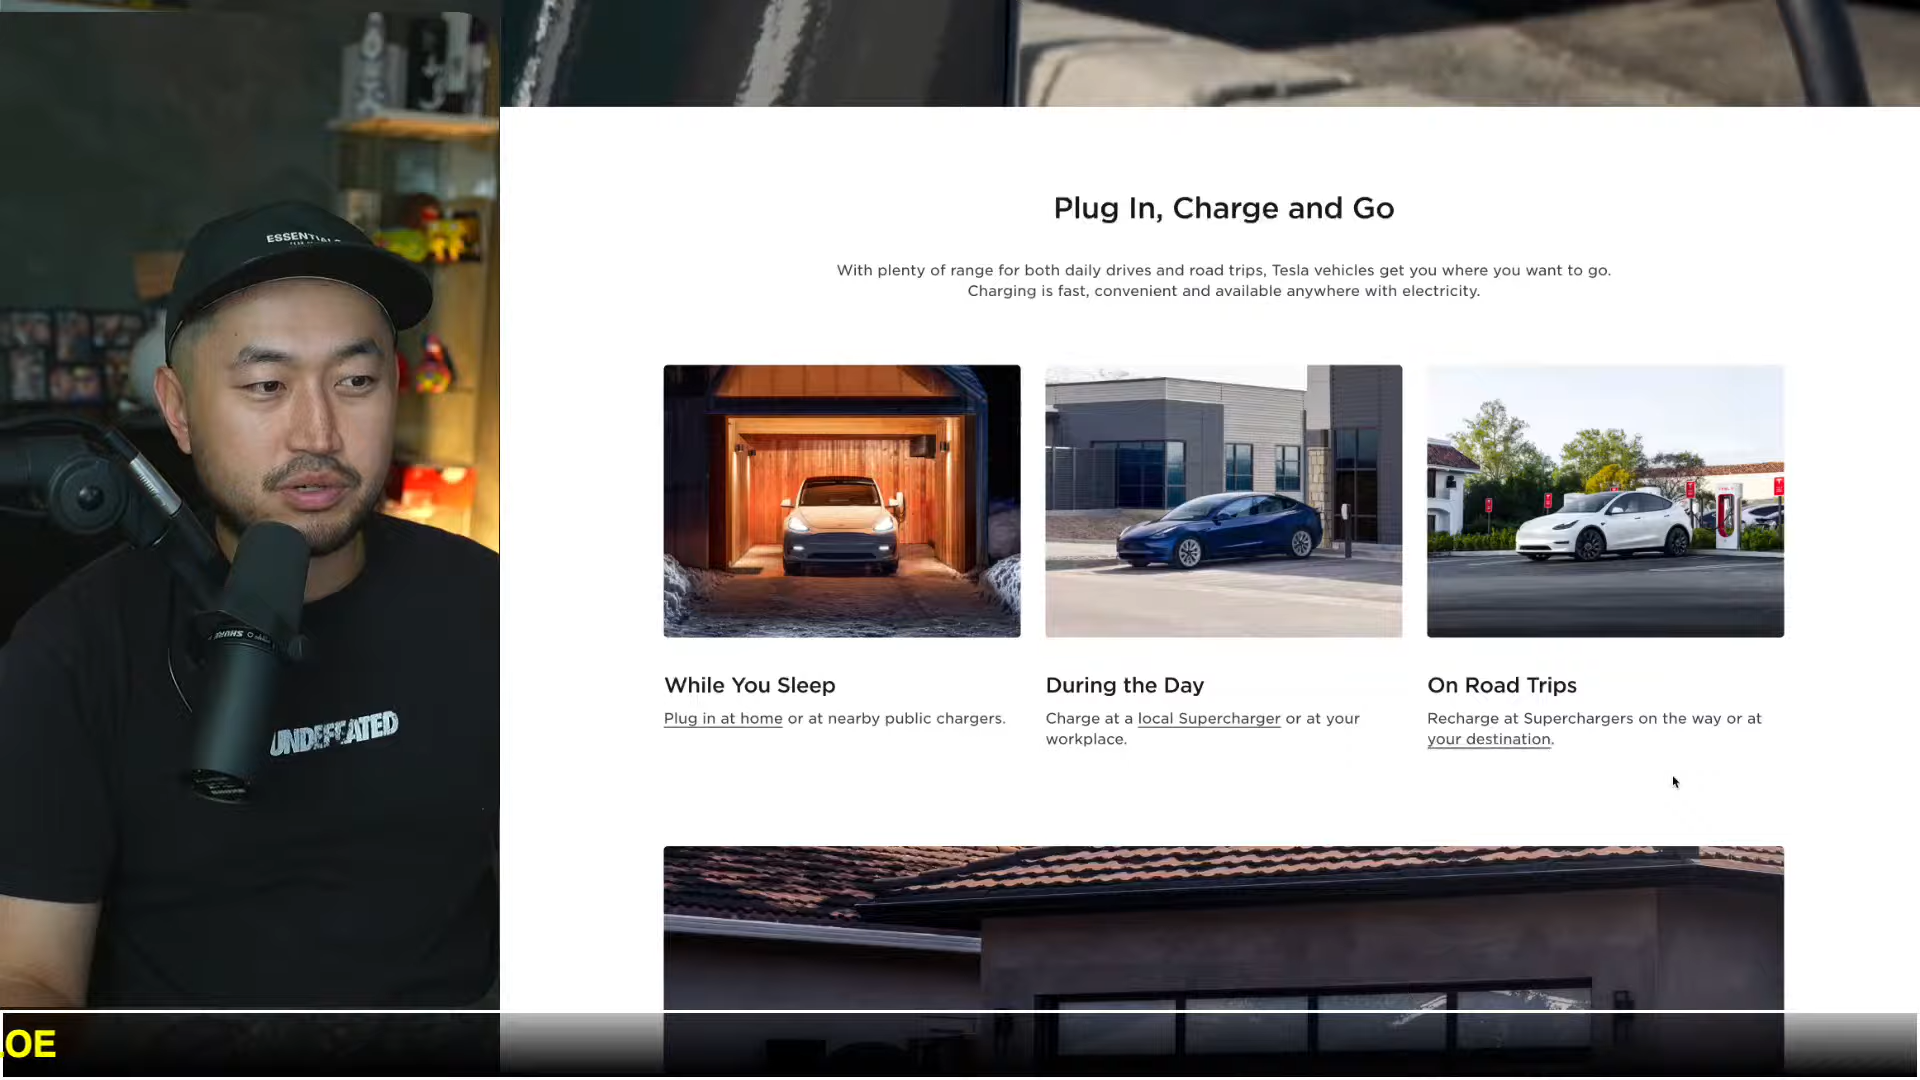 Plug In, Charge and Go
With plenty of range for both daily drives and road trips, Tesla vehicles get you where you want to go.
Charging is fast, convenient and available anywhere with electricity.
While You Sleep
Plug in at home or at nearby public chargers.
During the Day
Charge at a local Supercharger or at your
workplace.
On Road Trips
Recharge at Superchargers on the way or at
your destination.
ESSENTIALS
SHURE
UNDEFEATED
.OE